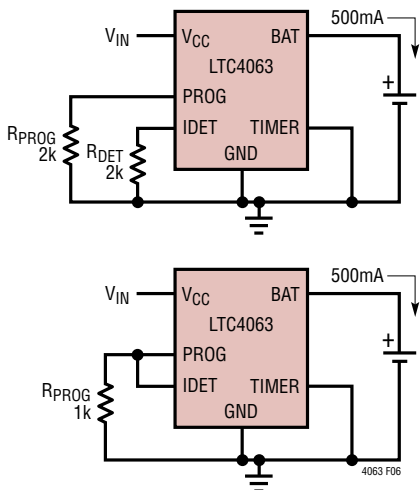 500mA
VIN VCC BAT
LTC4063
+
PROG
RPROG
2k
IDET TIMER
RDET
2k
GND
500mA
VIN VCC BAT
LTC4063
+
PROG
RPROG
1k
IDET TIMER
GND
4063 F06